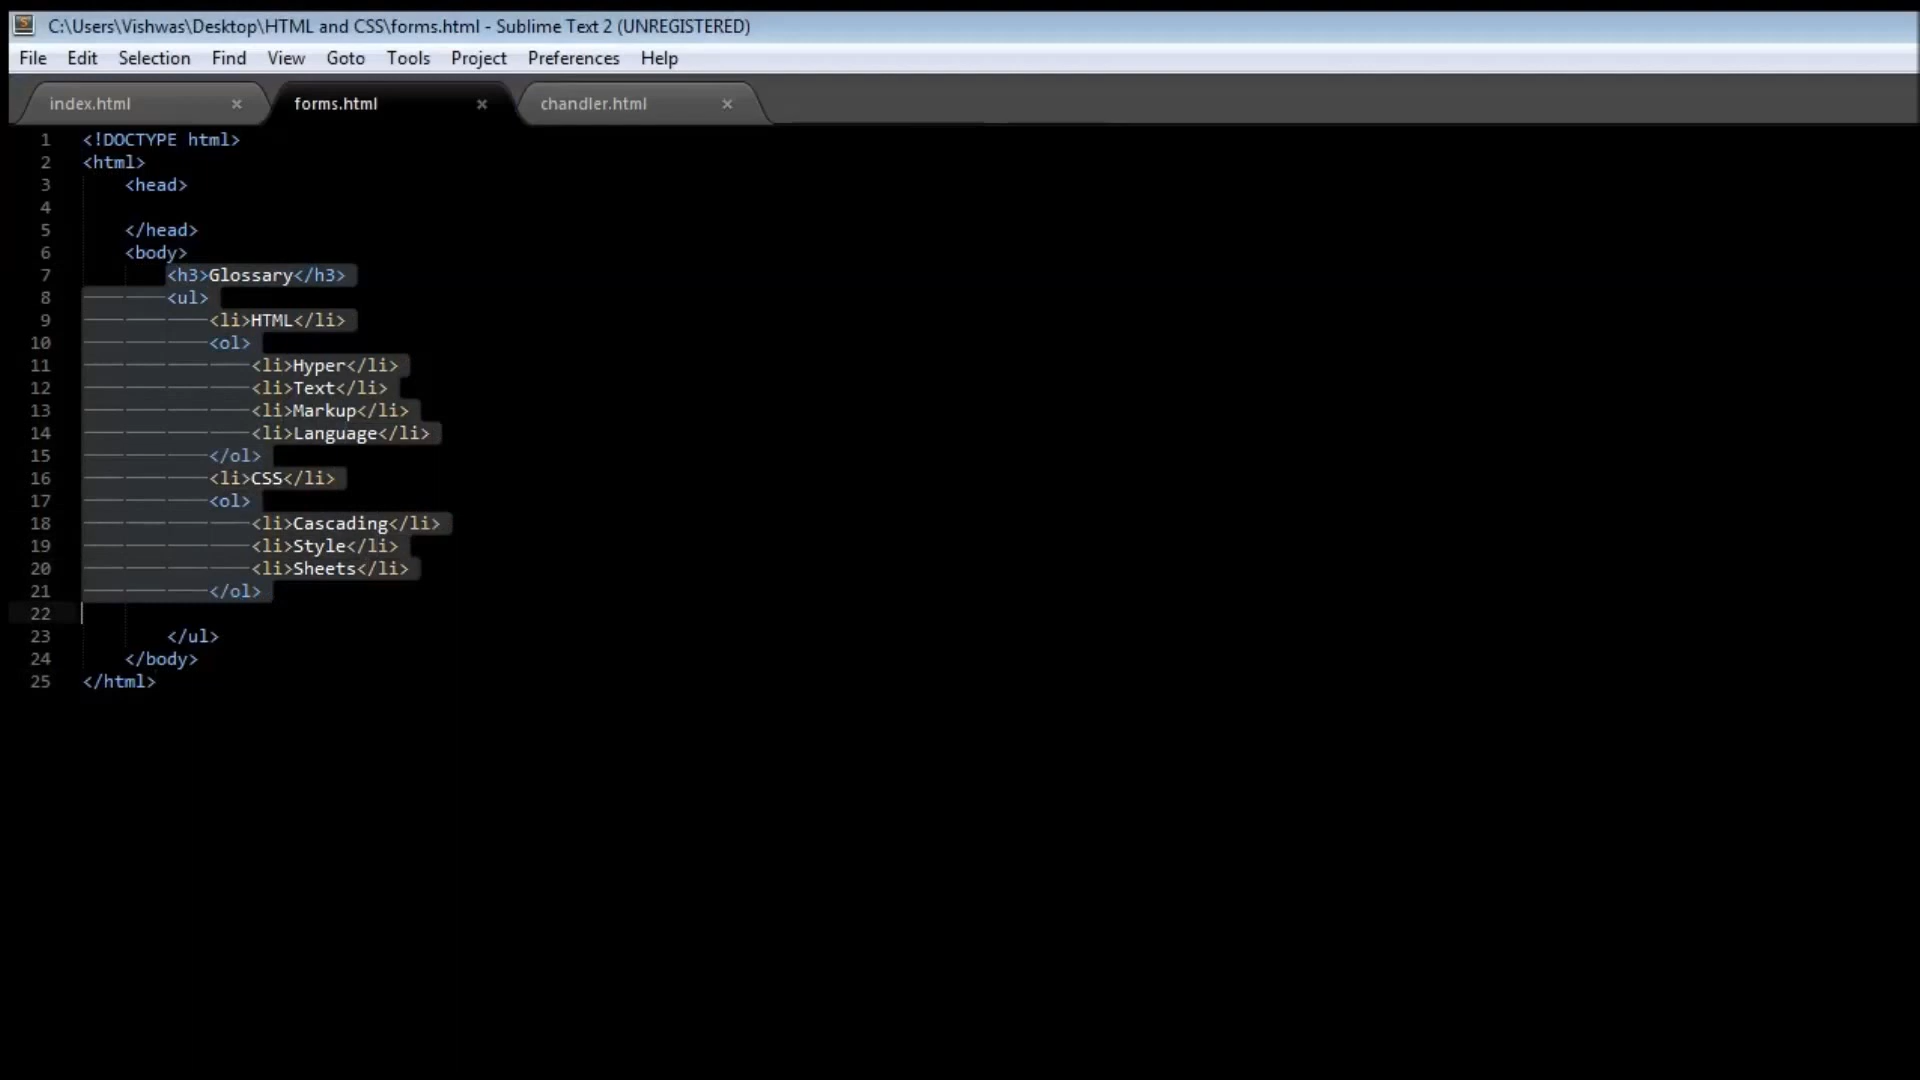 C:\Users\Vishwas\Desktop\HTML and CSS\forms.html - Sublime Text 2 (UNREGISTERED)
File Edit Selection Find View Goto Tools Project Preferences Help
index.html × forms.html × chandler.html ×
1 <!DOCTYPE html>
2 <html>
3 <head>
4
5 </head>
6 <body>
7 <h3>Glossary</h3>
8 <ul>
9 <li>HTML</li>
10 <ol>
11 <li>Hyper</li>
12 <li>Text</li>
13 <li>Markup</li>
14 <li>Language</li>
15 </ol>
16 <li>CSS</li>
17 <ol>
18 <li>Cascading</li>
19 <li>Style</li>
20 <li>Sheets</li>
21 </ol>
22
23 </ul>
24 </body>
25 </html>